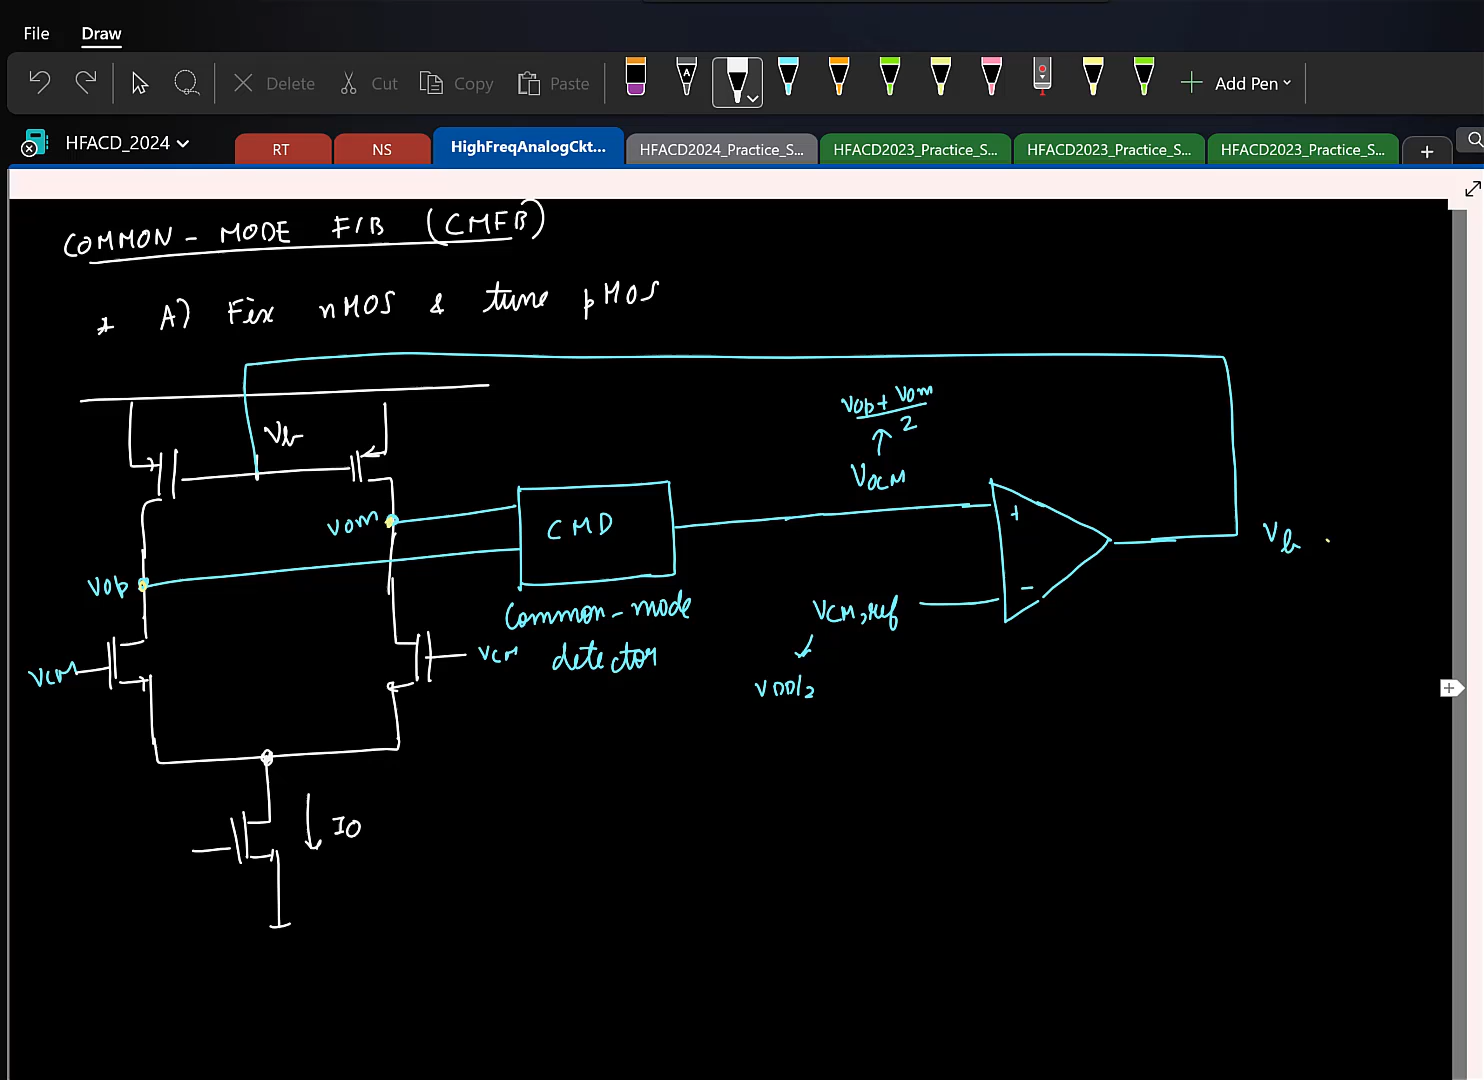 File Draw
Delete Cut Copy Paste A Add Pen
HFACD_2024 RT NS HighFreqAnalogCkt... HFACD2024_Practice_S... HFACD2023_Practice_S... HFACD2023_Practice_S... HFACD2023_Practice_S... +
COMMON - MODE F/B (CMFB)
* A) Fix nMOS & tune pMOS
Vb
Vop + Vom
2
↑
VOCM
Vom
CMD
+
Vb
Vop
-
Common-mode
detector
VCM,ref
VCM
VCM
VDD/2
IO